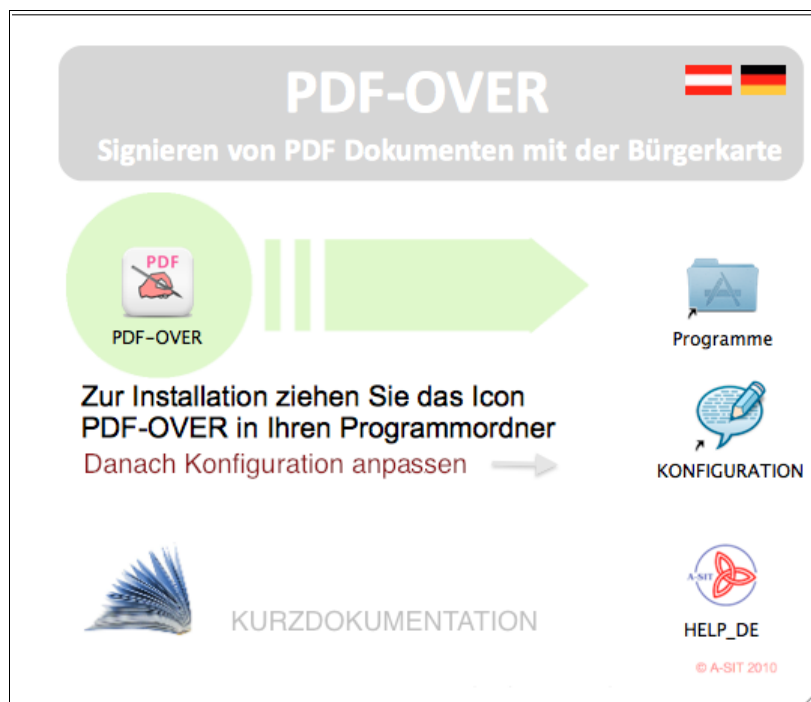 PDF-OVER
Signieren von PDF Dokumenten mit der Bürgerkarte
PDF
PDF-OVER
Programme
Zur Installation ziehen Sie das Icon
PDF-OVER in Ihren Programmordner
Danach Konfiguration anpassen
KONFIGURATION
A-SIT
KURZDOKUMENTATION
HELP_DE
© A-SIT 2010